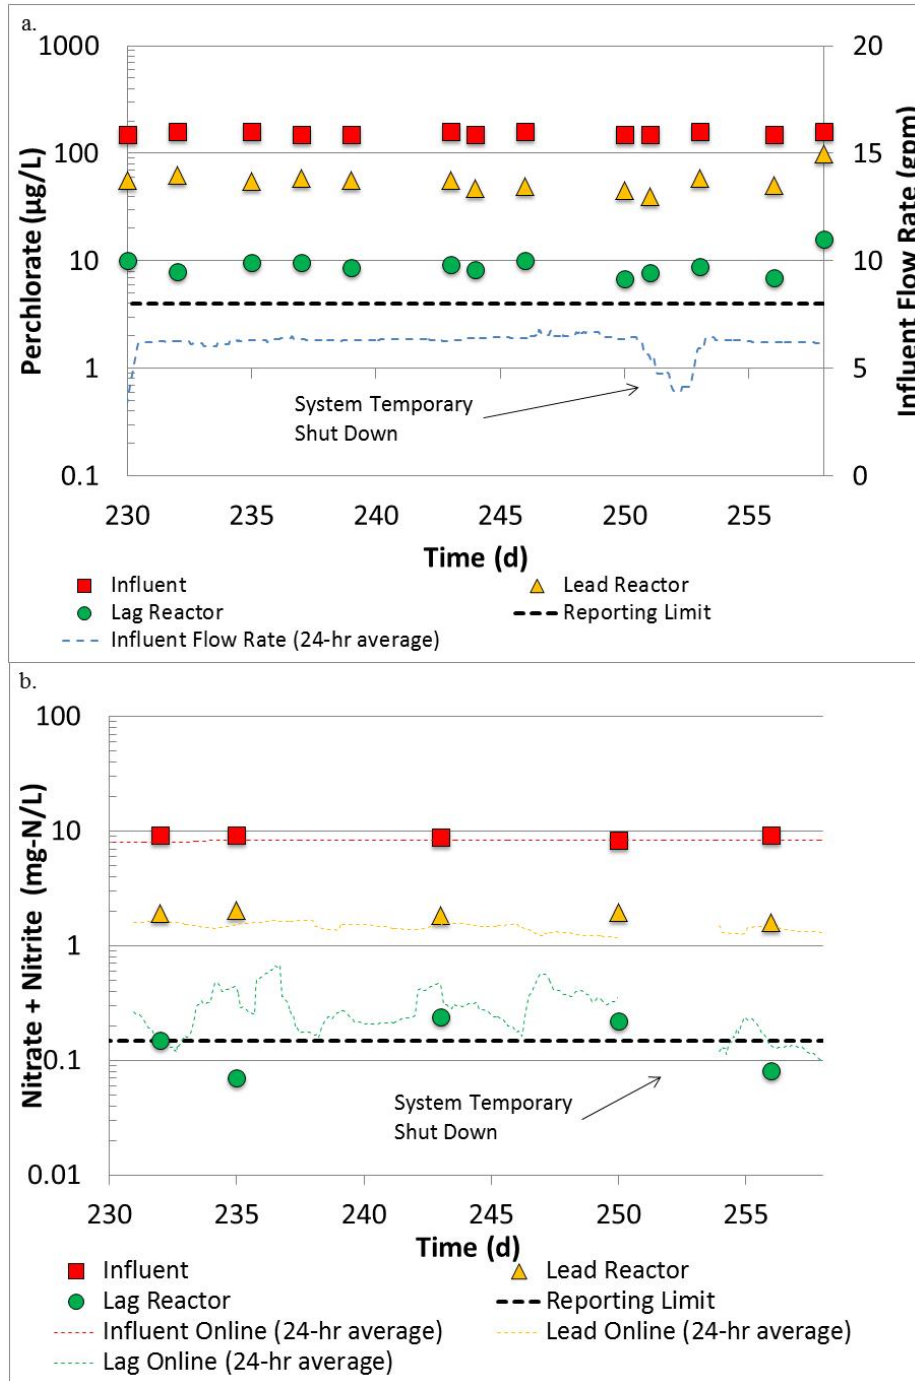 a.
1000
100
10
1
0.1
20
15
10
5
0
Perchlorate (µg/L)
Influent Flow Rate (gpm)
System Temporary
Shut Down
230 235 240 245 250 255
Time (d)
Influent Lead Reactor
Lag Reactor Reporting Limit
Influent Flow Rate (24-hr average)
b.
100
10
1
0.1
0.01
Nitrate + Nitrite (mg-N/L)
System Temporary
Shut Down
230 235 240 245 250 255
Time (d)
Influent Lead Reactor
Lag Reactor Reporting Limit
Influent Online (24-hr average) Lead Online (24-hr average)
Lag Online (24-hr average)